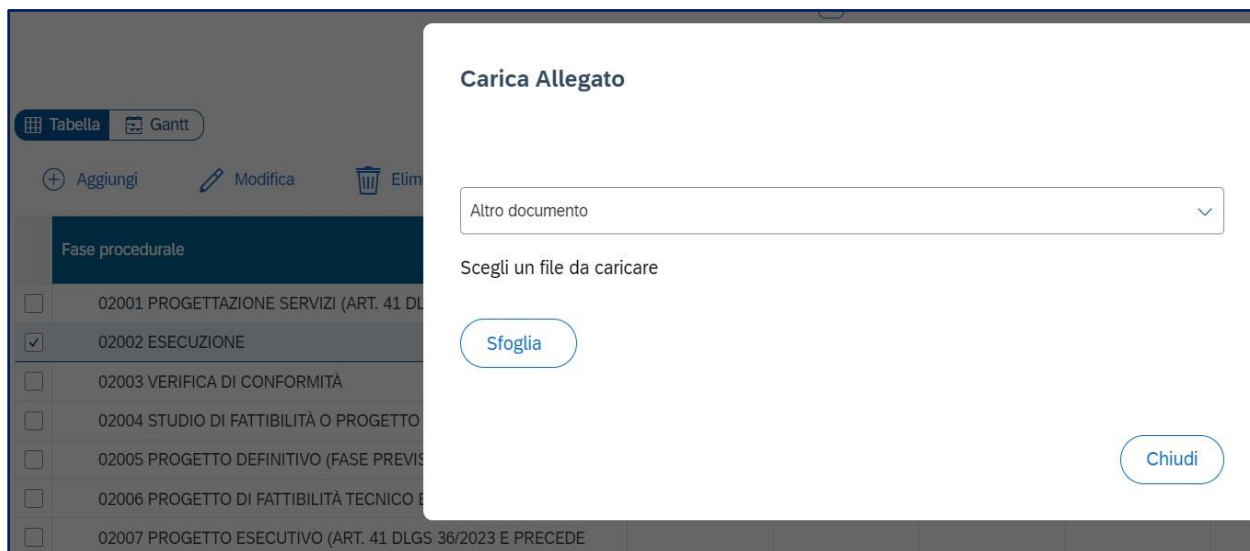 Carica Allegato
Tabella Gantt
Aggiungi Modifica Elim
Altro documento
Fase procedurale
Scegli un file da caricare
02001 PROGETTAZIONE SERVIZI (ART. 41 DL
Sfoglia
02002 ESECUZIONE
02003 VERIFICA DI CONFORMITÀ
02004 STUDIO DI FATTIBILITÀ O PROGETTO
02005 PROGETTO DEFINITIVO (FASE PREVIS
Chiudi
02006 PROGETTO DI FATTIBILITÀ TECNICO E
02007 PROGETTO ESECUTIVO (ART. 41 DLGS 36/2023 E PRECEDE